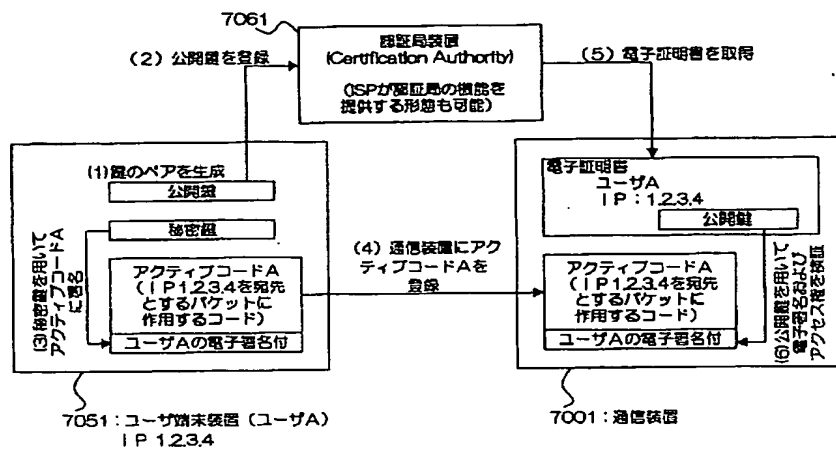 7061
認証局装置
(Certification Authority)
(ISPが認証局の機能を
提供する形態も可能)
(2) 公開鍵を登録
(5) 電子証明書を取得
(1)鍵のペアを生成
公開鍵
秘密鍵
(3)秘密鍵を用いて
アクティブコードA
に署名
アクティブコードA
(IP1.2.3.4を宛先
とするパケットに
作用するコード)
ユーザAの電子署名付
(4) 通信装置にアク
ティブコードAを
登録
電子証明書
ユーザA
IP:1.2.3.4
公開鍵
アクティブコードA
(IP1.2.3.4を宛先
とするパケットに
作用するコード)
ユーザAの電子署名付
(6)公開鍵を用いて
電子署名および
アクセス権を検証
7051:ユーザ端末装置(ユーザA)
IP 1.2.3.4
7001:通信装置